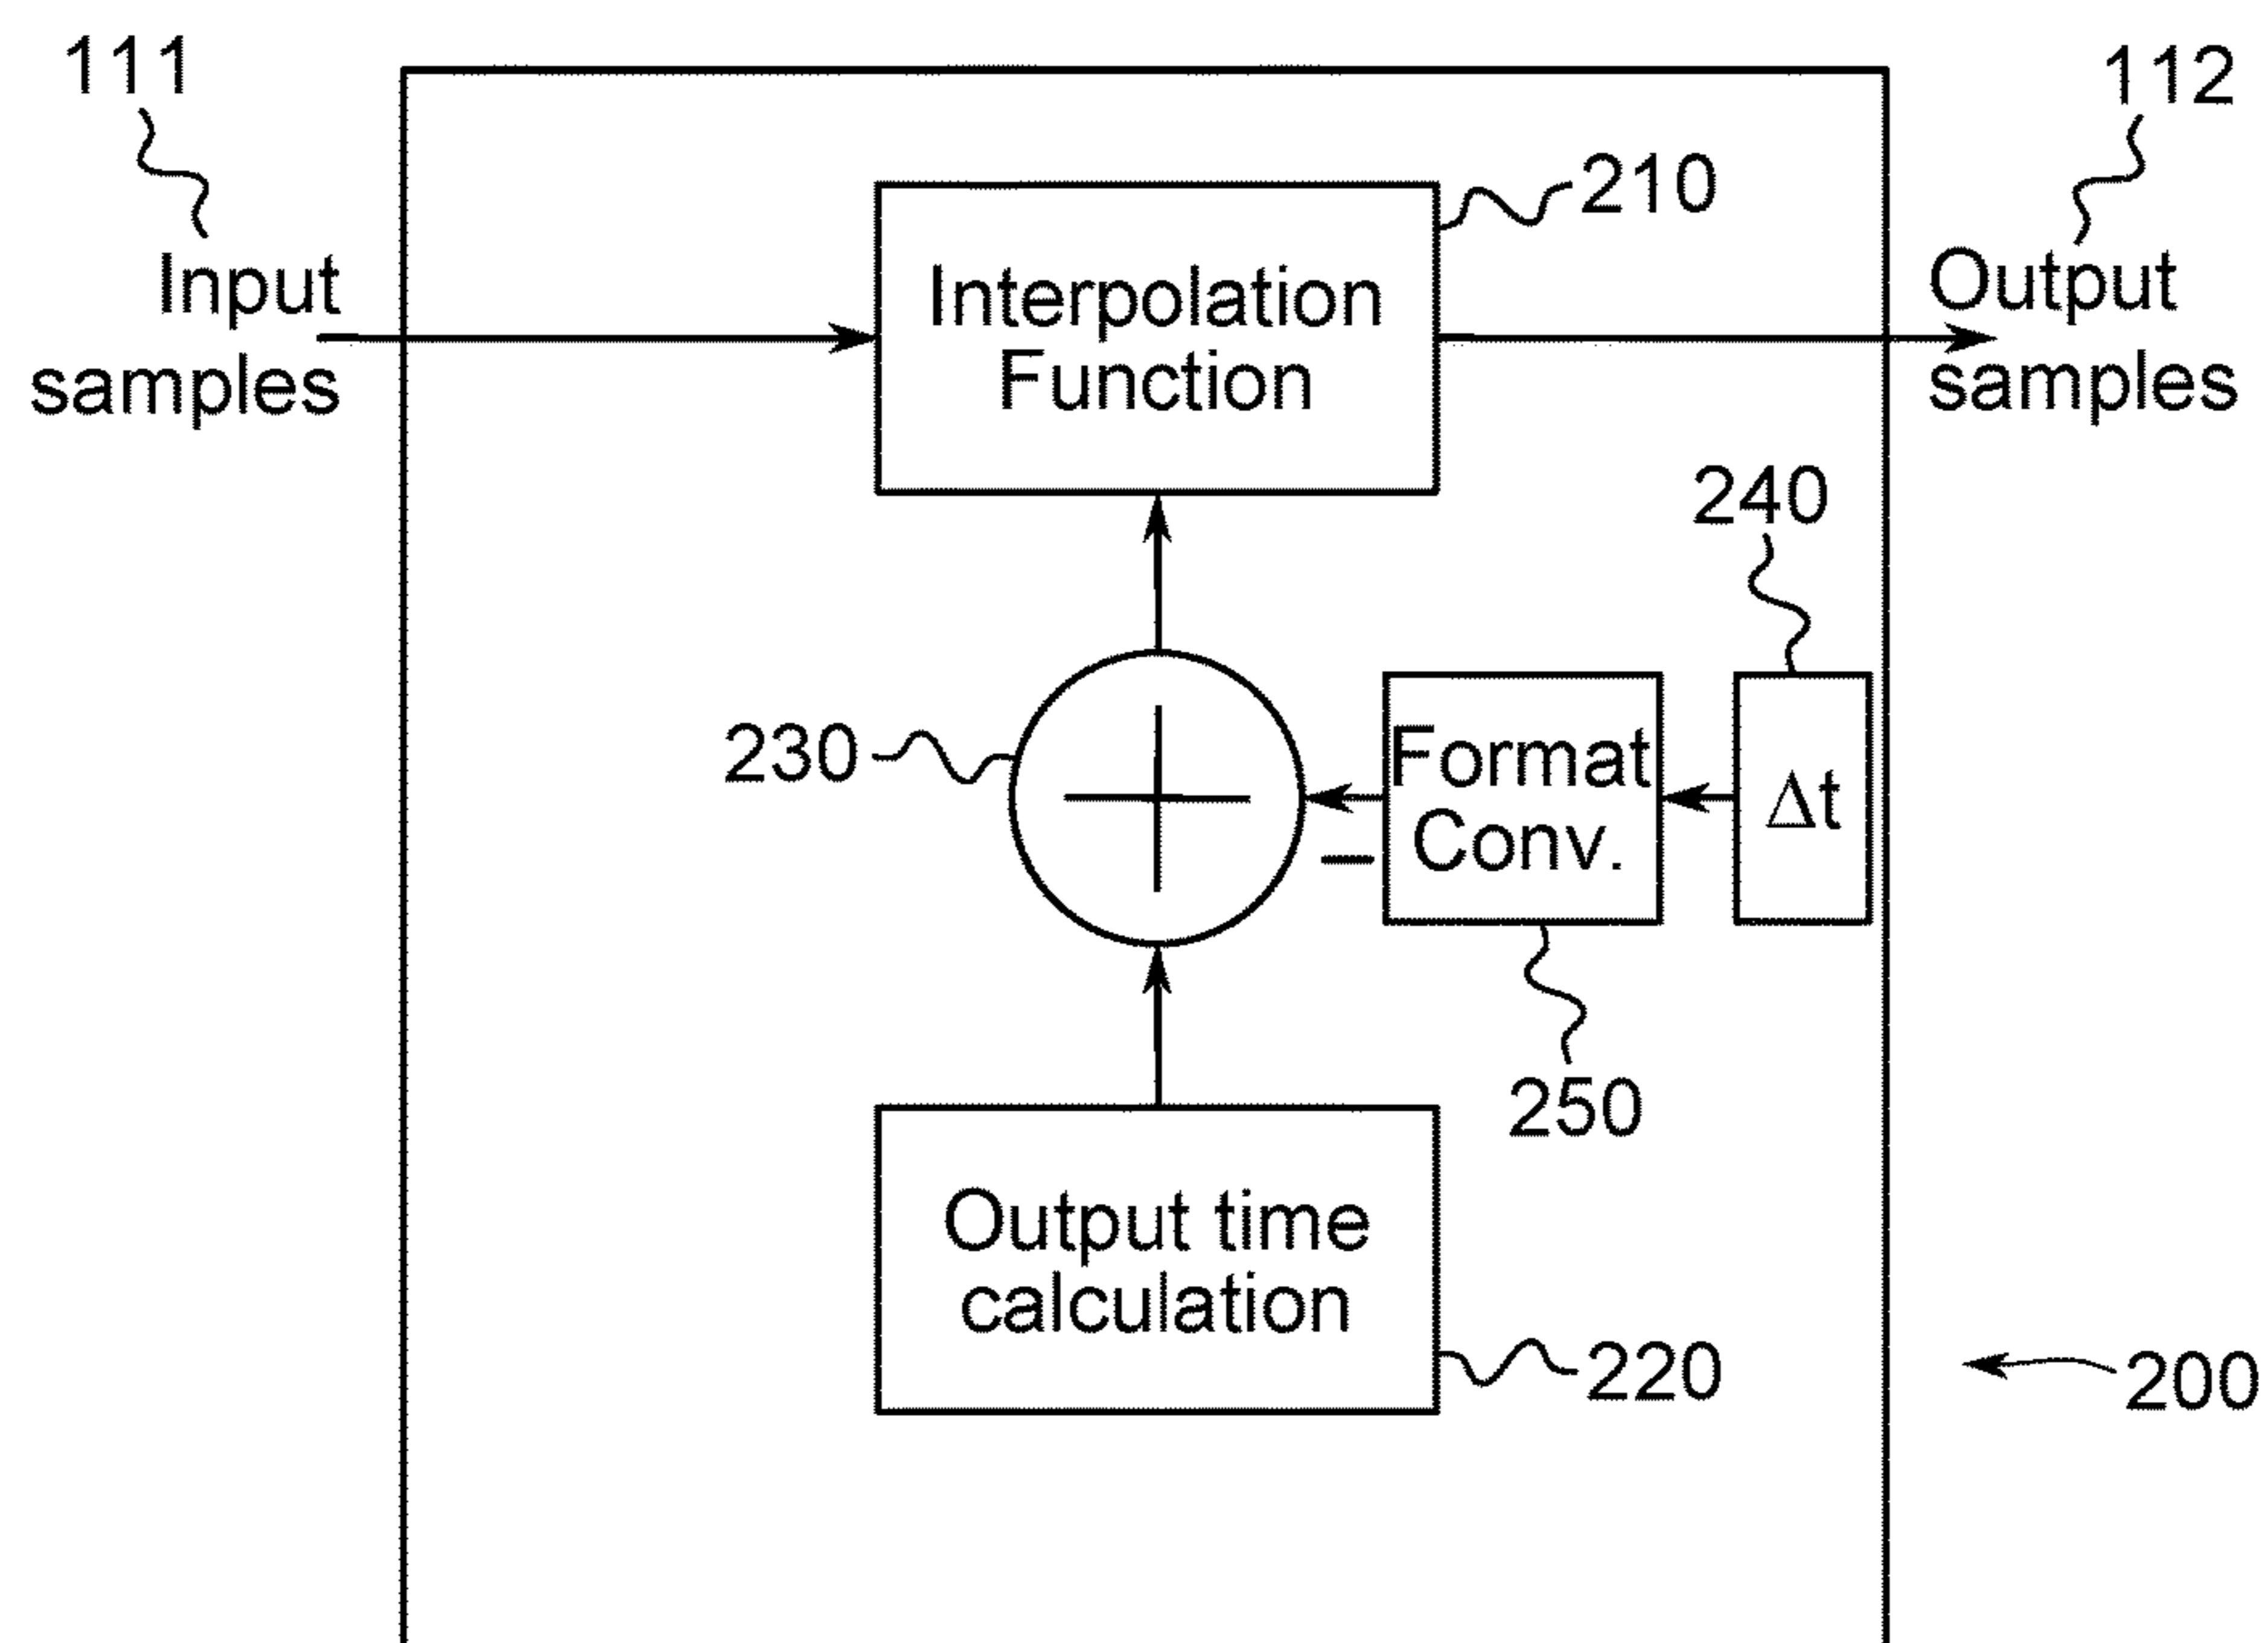 111
112
210
Input
samples
Interpolation
Function
Output
samples
240
230
Format
Conv.
Δt
–
250
Output time
calculation
220
200